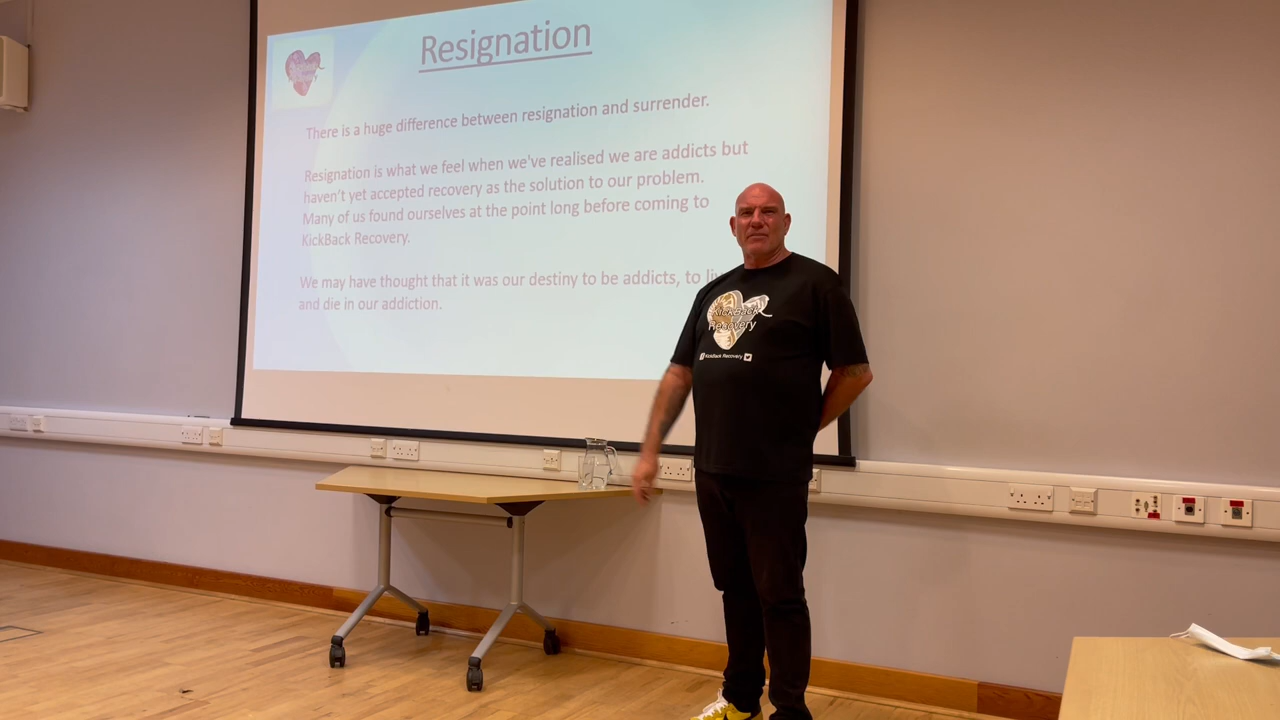 Resignation
There is a huge difference between resignation and surrender.
Resignation is what we feel when we've realised we are addicts but
haven't yet accepted recovery as the solution to our problem.
Many of us found ourselves at the point long before coming to
KickBack Recovery.
We may have thought that it was our destiny to be addicts, to
and die in our addiction.
KickBack
Recovery
KickBack Recovery